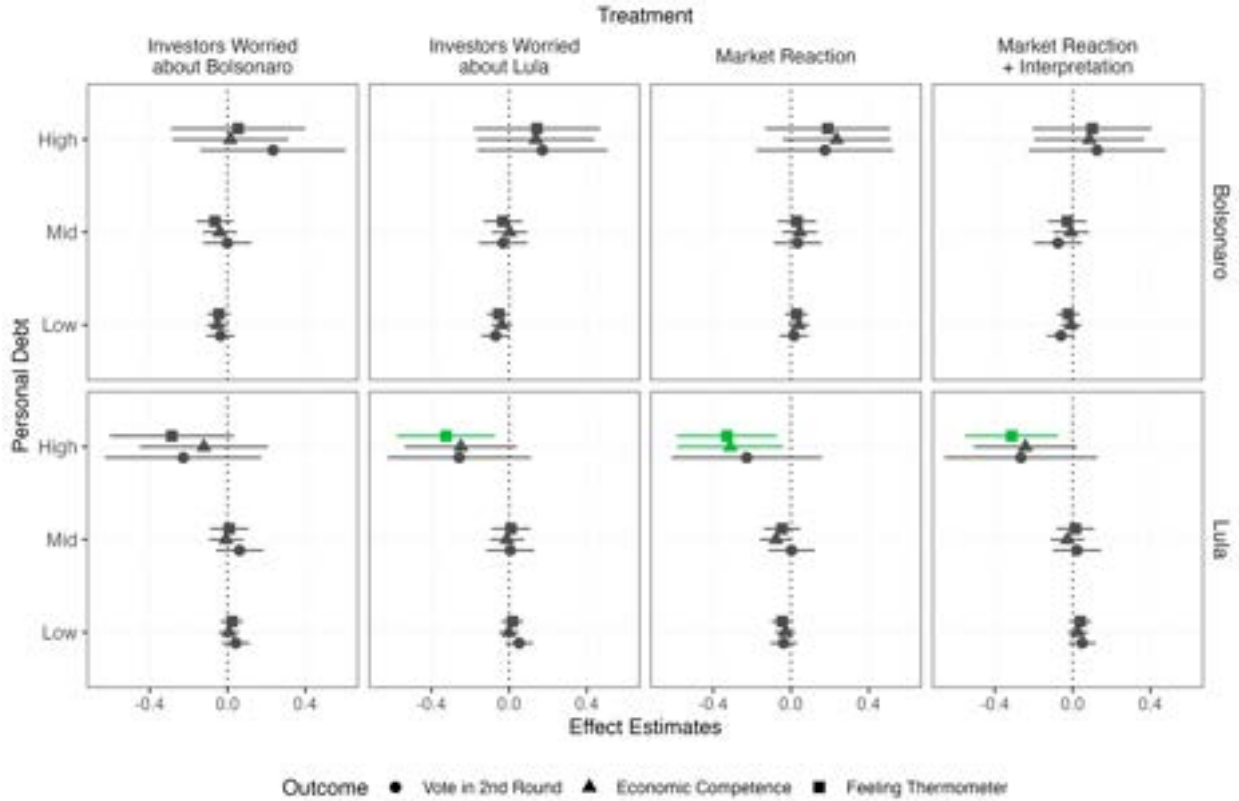 Treatment
Investors Worried
about Bolsonaro
Investors Worried
about Lula
Market Reaction
Market Reaction
+ Interpretation
High
Mid
Low
Bolsonaro
Personal Debt
High
Mid
Low
Lula
-0.4 0.0 0.4 -0.4 0.0 0.4 -0.4 0.0 0.4 -0.4 0.0 0.4
Effect Estimates
Outcome Vote in 2nd Round Economic Competence Feeling Thermometer